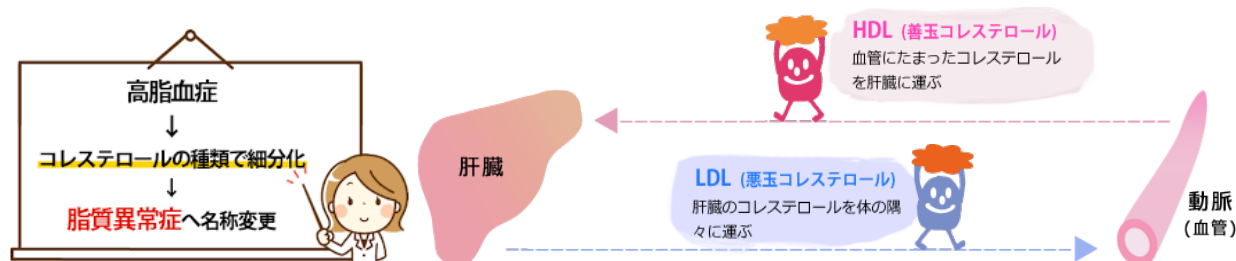 高脂血症
↓
コレステロールの種類で細分化
↓
脂質異常症へ名称変更
肝臓
HDL (善玉コレステロール)
血管にたまったコレステロール
を肝臓に運ぶ
LDL (悪玉コレステロール)
肝臓のコレステロールを体の隅
々に運ぶ
動脈
(血管)